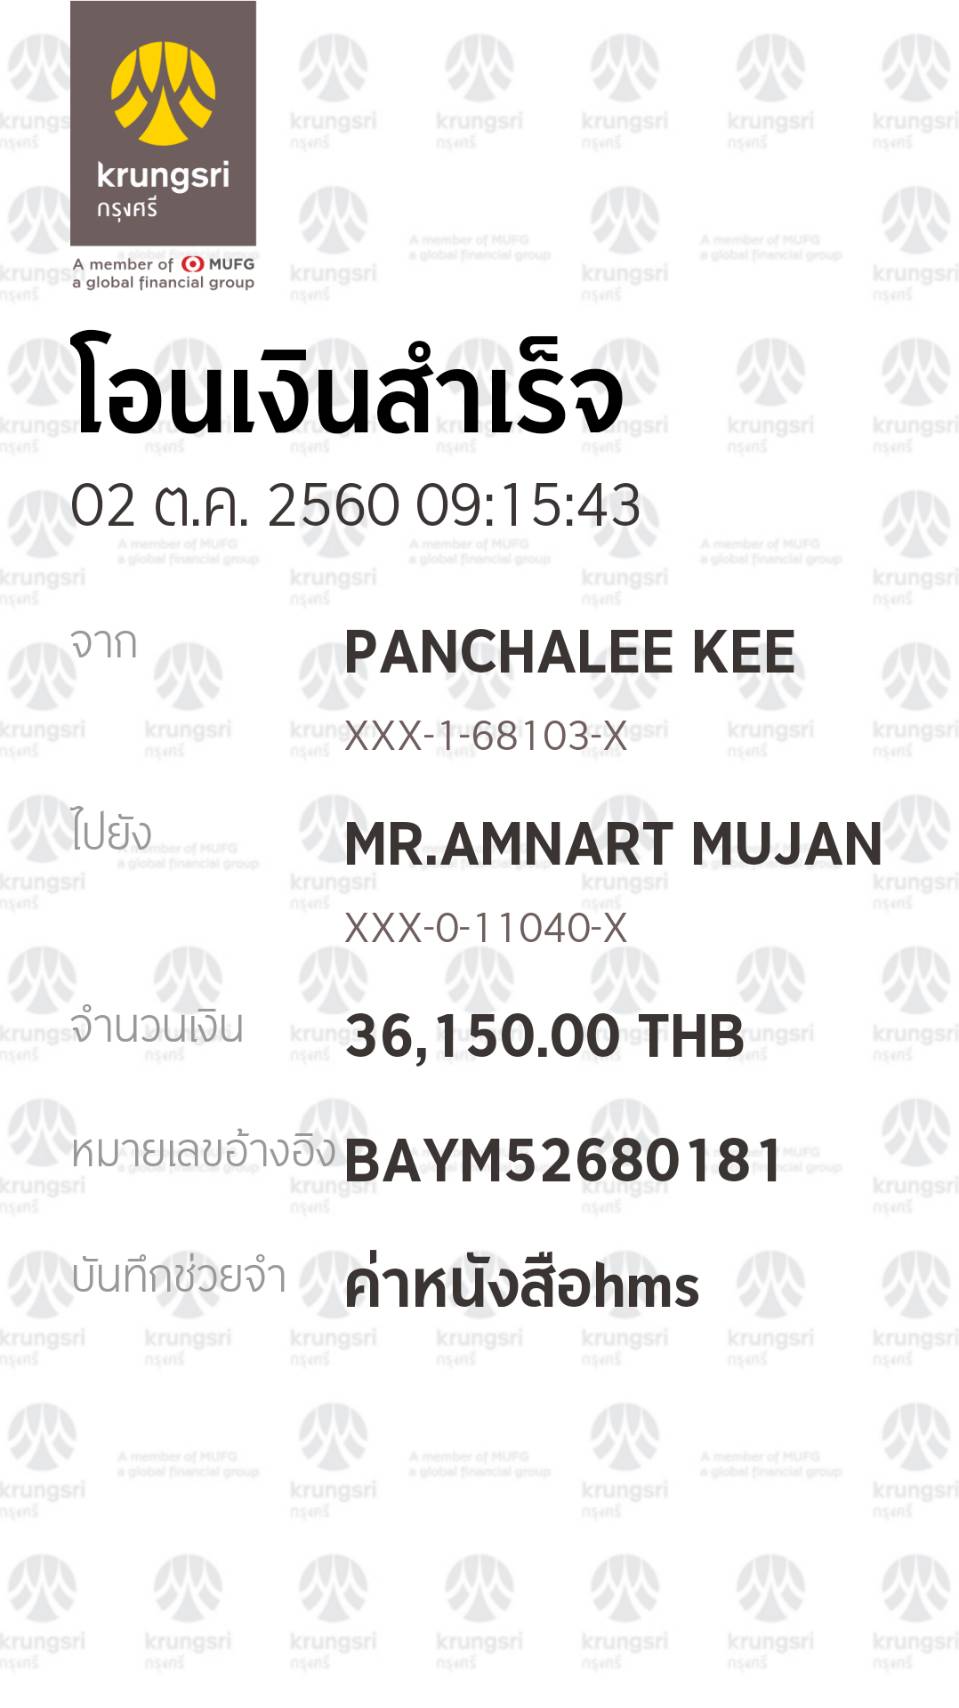 krungsri
กรุงศรี
A member of MUFG
a global financial group
โอนเงินสำเร็จ
02 ต.ค. 2560 09:15:43
จาก PANCHALEE KEE
XXX-1-68103-X
ไปยัง MR.AMNART MUJAN
XXX-0-11040-X
จำนวนเงิน 36,150.00 THB
หมายเลขอ้างอิง BAYM52680181
บันทึกช่วยจำ ค่าหนังสือhms